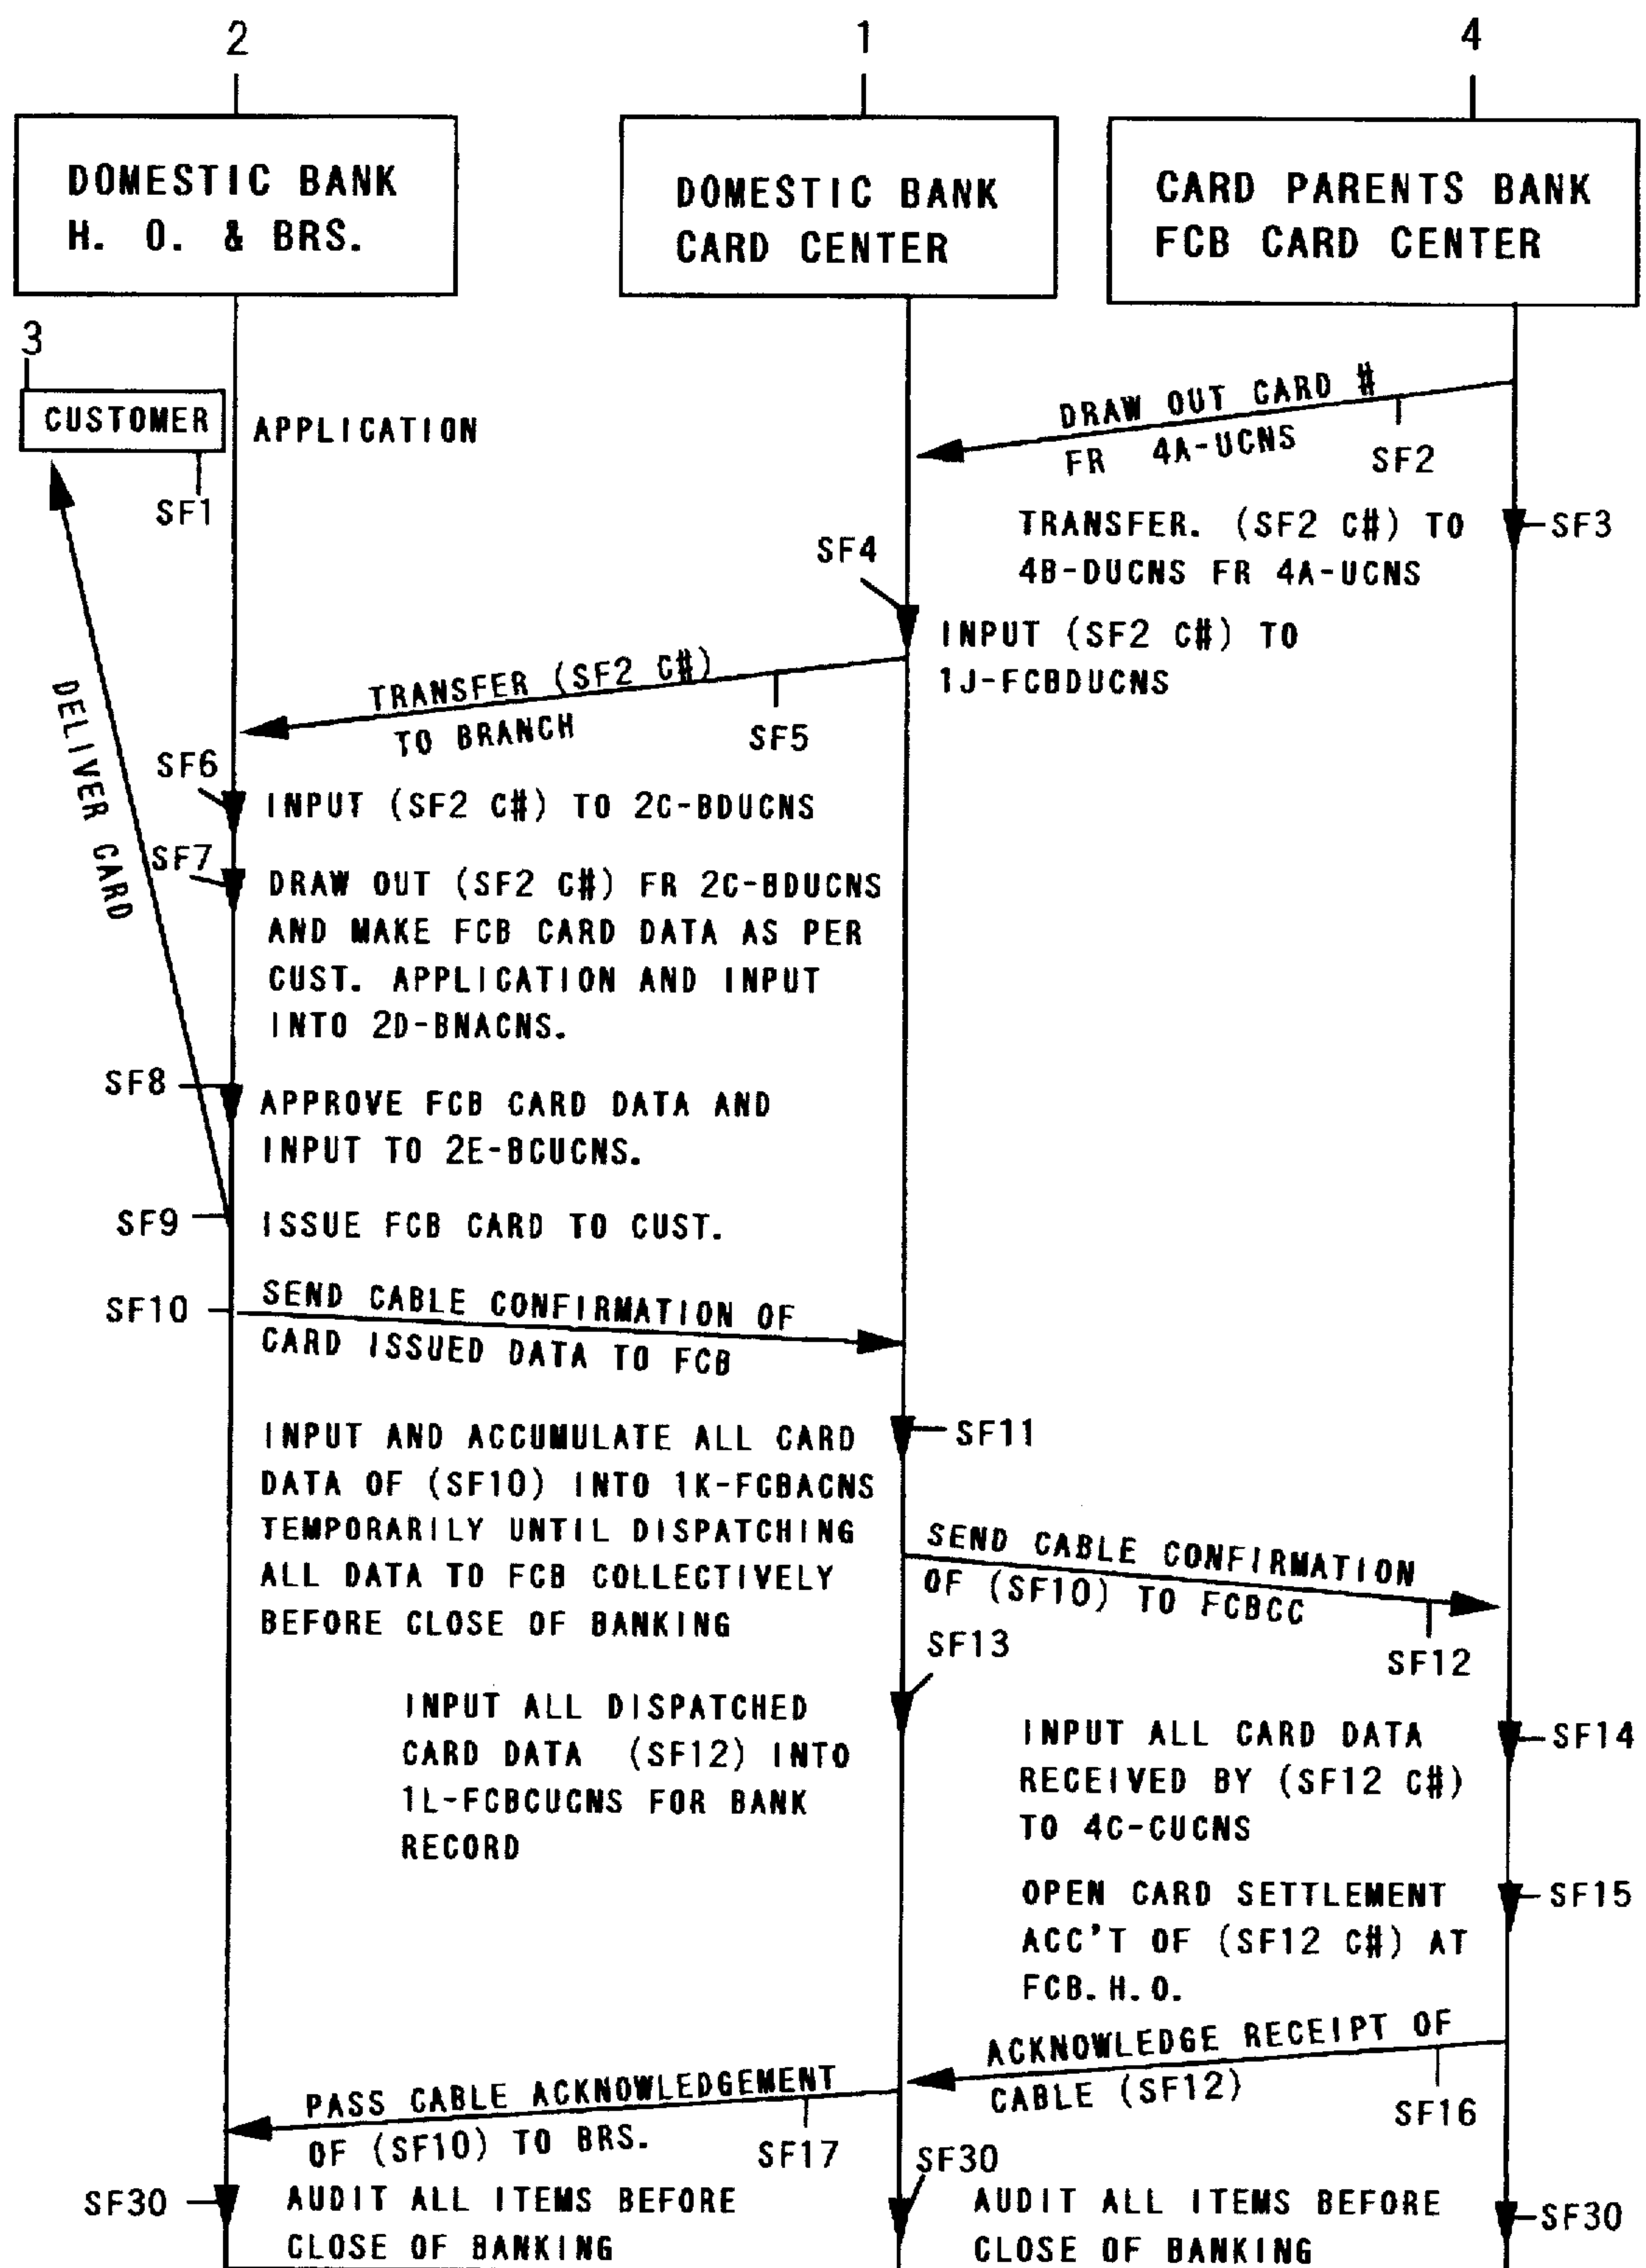 2
1
4
DOMESTIC BANK
H. O. & BRS.
DOMESTIC BANK
CARD CENTER
CARD PARENTS BANK
FCB CARD CENTER
3
CUSTOMER
APPLICATION
SF1
DRAW OUT CARD #
FR 4A-UCNS
SF2
TRANSFER. (SF2 C#) TO
4B-DUCNS FR 4A-UCNS
SF3
SF4
INPUT (SF2 C#) TO
1J-FCBDUCNS
TRANSFER (SF2 C#)
TO BRANCH
SF5
DELIVER CARD
SF6
INPUT (SF2 C#) TO 2C-BDUCNS
SF7
DRAW OUT (SF2 C#) FR 2C-BDUCNS
AND MAKE FCB CARD DATA AS PER
CUST. APPLICATION AND INPUT
INTO 2D-BNACNS.
SF8
APPROVE FCB CARD DATA AND
INPUT TO 2E-BCUCNS.
SF9
ISSUE FCB CARD TO CUST.
SF10
SEND CABLE CONFIRMATION OF
CARD ISSUED DATA TO FCB
INPUT AND ACCUMULATE ALL CARD
DATA OF (SF10) INTO 1K-FCBACNS
TEMPORARILY UNTIL DISPATCHING
ALL DATA TO FCB COLLECTIVELY
BEFORE CLOSE OF BANKING
SF11
SEND CABLE CONFIRMATION
OF (SF10) TO FCBCC
SF12
SF13
INPUT ALL DISPATCHED
CARD DATA (SF12) INTO
1L-FCBCUCNS FOR BANK
RECORD
INPUT ALL CARD DATA
RECEIVED BY (SF12 C#)
TO 4C-CUCNS
SF14
OPEN CARD SETTLEMENT
ACC'T OF (SF12 C#) AT
FCB. H. O.
SF15
ACKNOWLEDGE RECEIPT OF
CABLE (SF12)
SF16
PASS CABLE ACKNOWLEDGEMENT
OF (SF10) TO BRS.
SF17
SF30
AUDIT ALL ITEMS BEFORE
CLOSE OF BANKING
SF30
AUDIT ALL ITEMS BEFORE
CLOSE OF BANKING
SF30